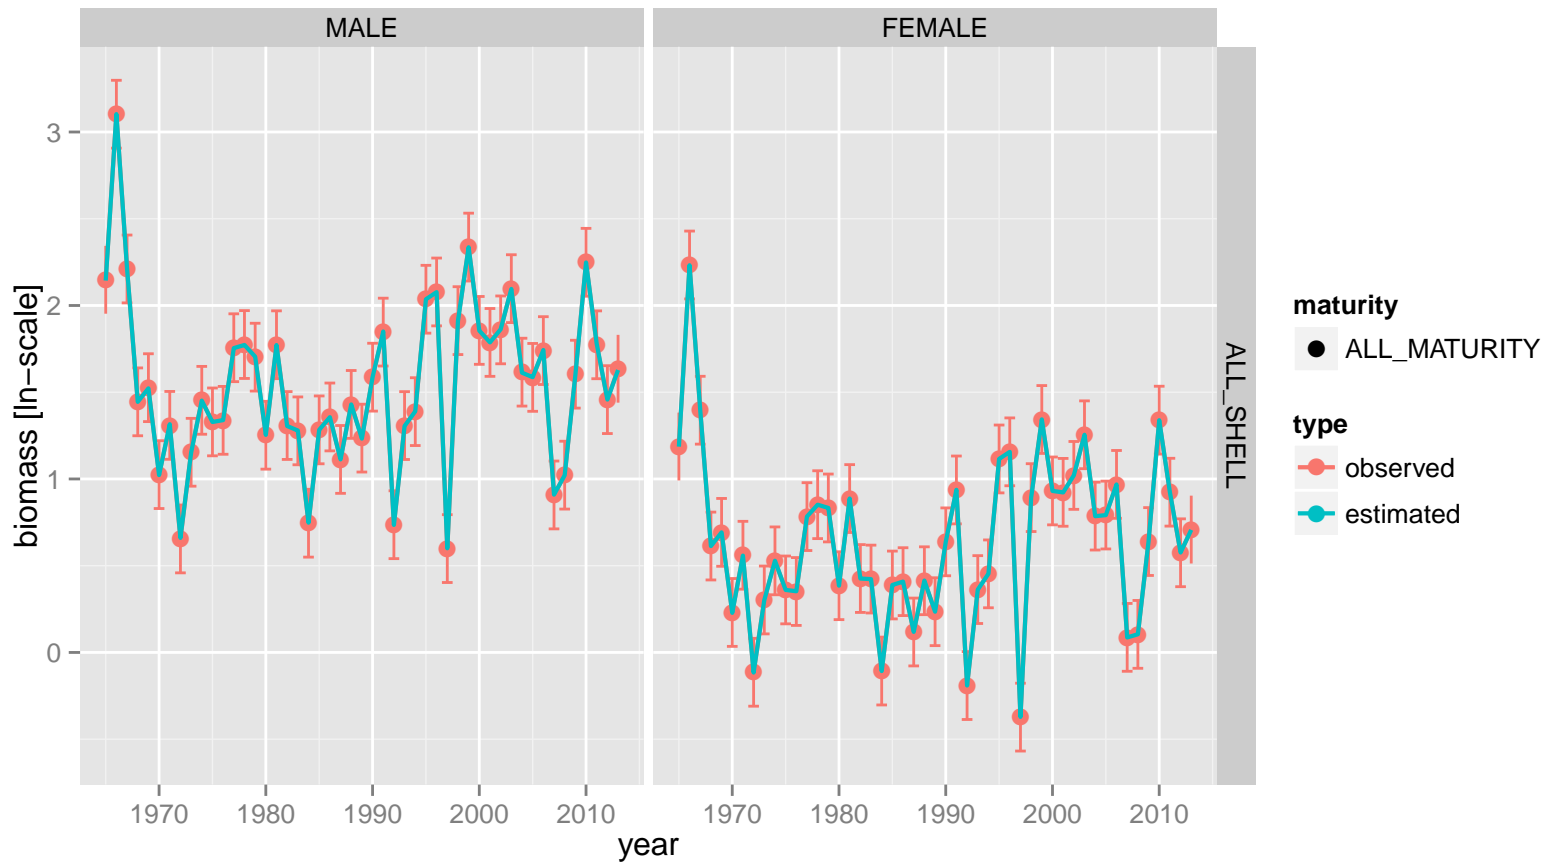 MALE
FEMALE
biomass [ln−scale]
3
2
1
0
1970
1980
1990
2000
2010
1970
1980
1990
2000
2010
year
ALL_SHELL
maturity
ALL_MATURITY
type
observed
estimated